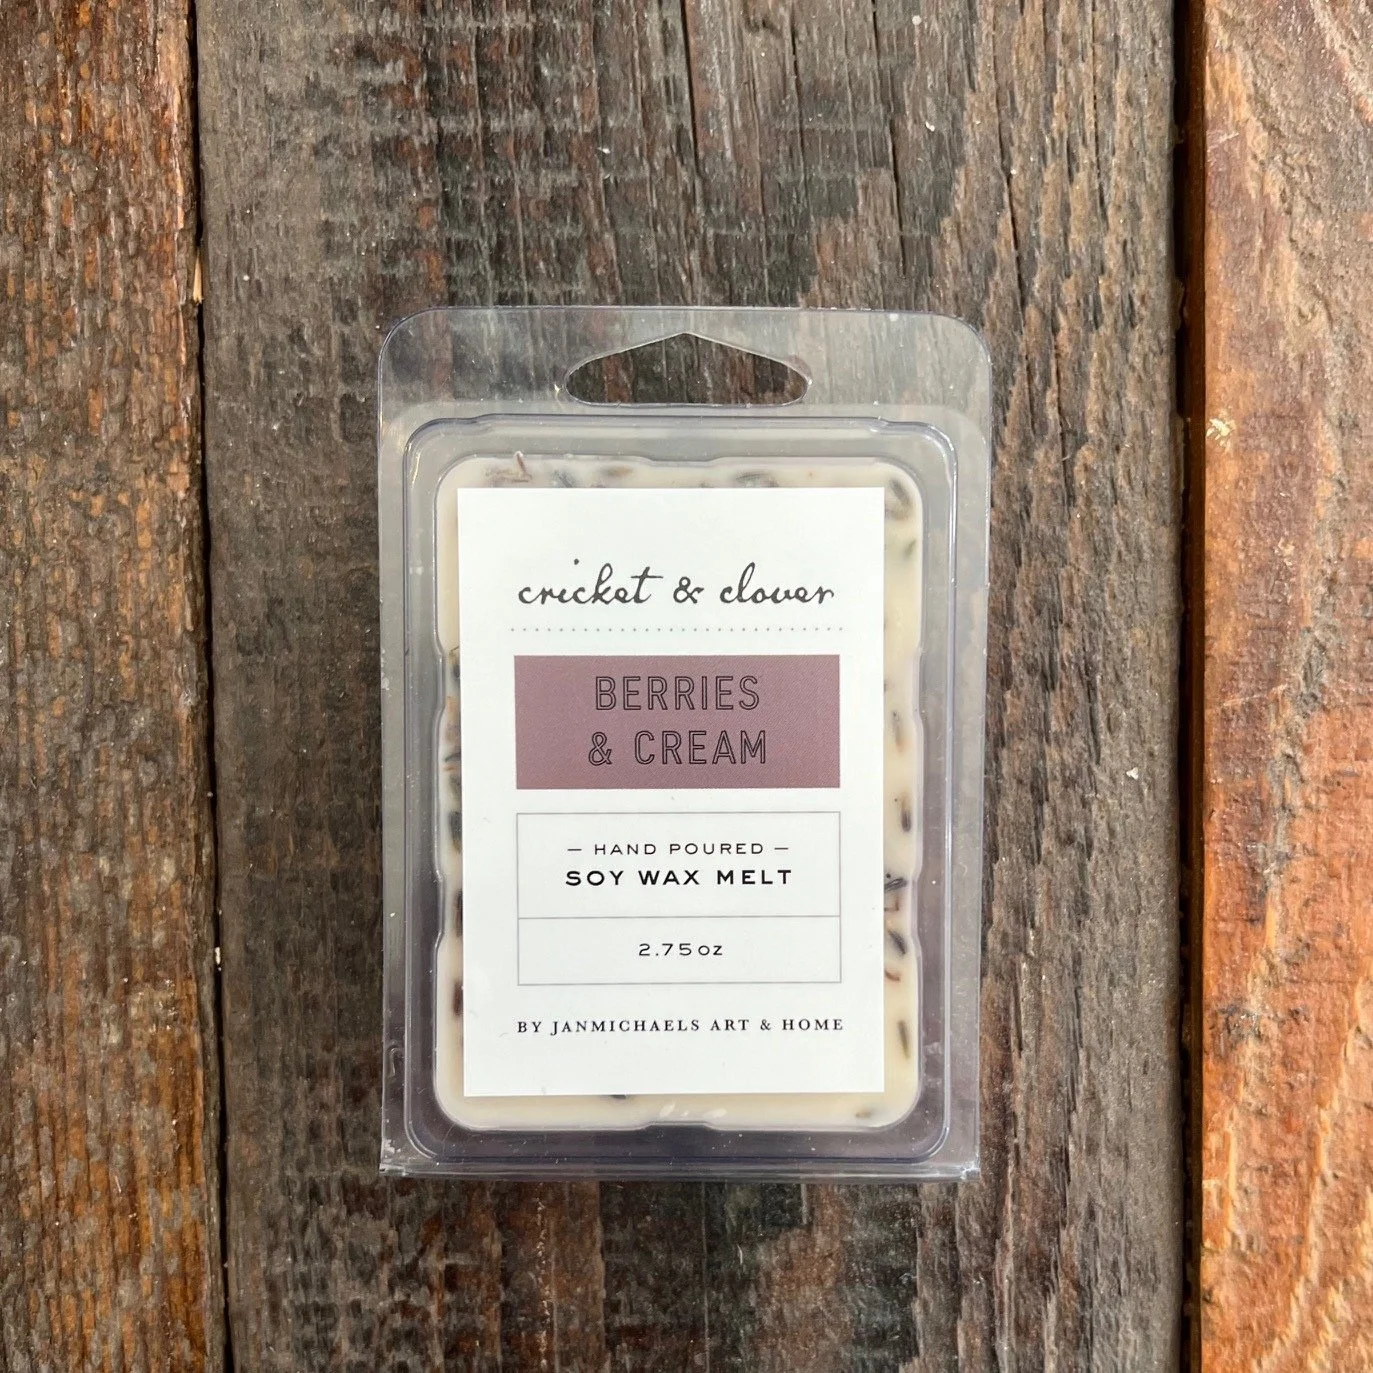 cricket & clover
BERRIES
& CREAM
— HAND POURED —
SOY WAX MELT
2.75oz
BY JANMICHAELS ART & HOME